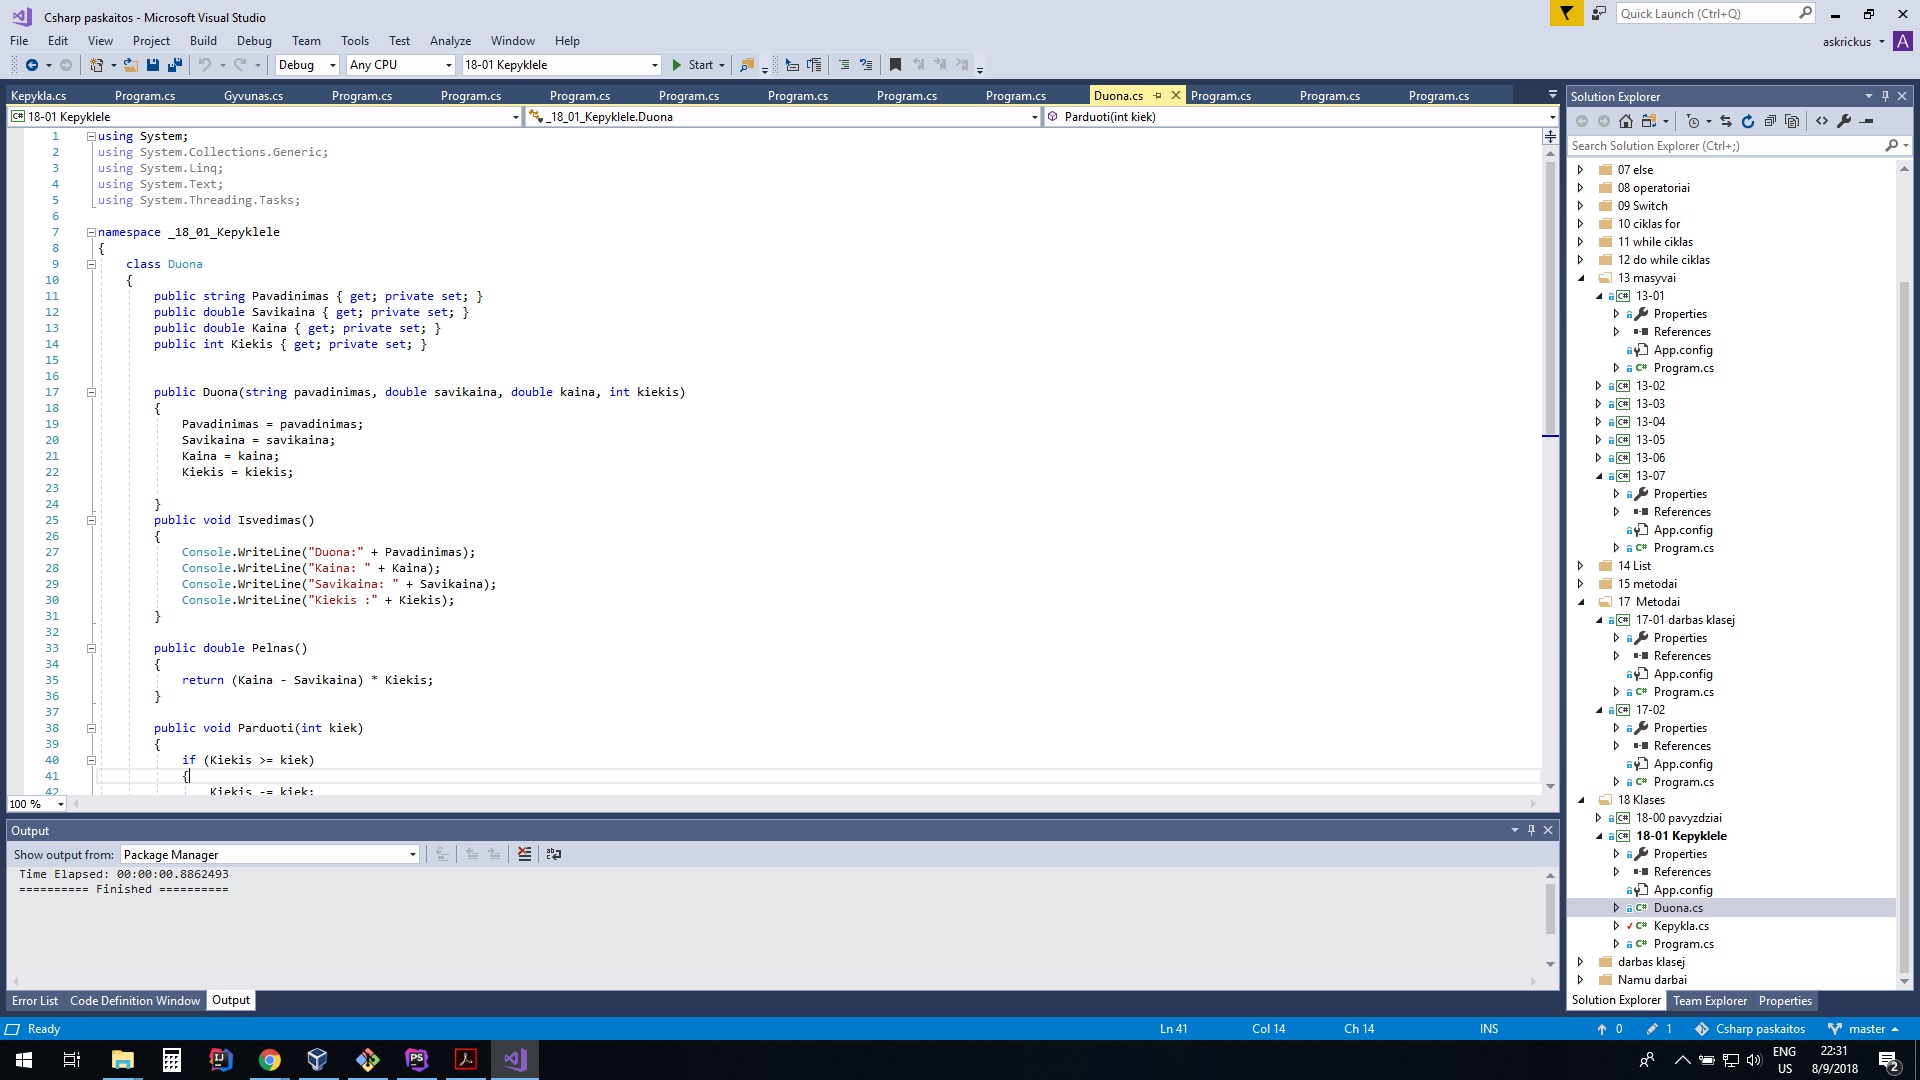 Csharp paskaitos - Microsoft Visual Studio
Quick Launch (Ctrl+Q)
File Edit View Project Build Debug Team Tools Test Analyze Window Help
askrickus A
Debug Any CPU 18-01 Kepyklele Start
Kepykla.cs Program.cs Gyvunas.cs Program.cs Program.cs Program.cs Program.cs Program.cs Program.cs Program.cs Duona.cs Program.cs Program.cs Program.cs
18-01 Kepyklele _18_01_Kepyklele.Duona Parduoti(int kiek)
1 using System;
2 using System.Collections.Generic;
3 using System.Linq;
4 using System.Text;
5 using System.Threading.Tasks;
6
7 namespace _18_01_Kepyklele
8 {
9 class Duona
10 {
11 public string Pavadinimas { get; private set; }
12 public double Savikaina { get; private set; }
13 public double Kaina { get; private set; }
14 public int Kiekis { get; private set; }
15
16
17 public Duona(string pavadinimas, double savikaina, double kaina, int kiekis)
18 {
19 Pavadinimas = pavadinimas;
20 Savikaina = savikaina;
21 Kaina = kaina;
22 Kiekis = kiekis;
23
24 }
25 public void Isvedimas()
26 {
27 Console.WriteLine("Duona:" + Pavadinimas);
28 Console.WriteLine("Kaina: " + Kaina);
29 Console.WriteLine("Savikaina: " + Savikaina);
30 Console.WriteLine("Kiekis :" + Kiekis);
31 }
32
33 public double Pelnas()
34 {
35 return (Kaina - Savikaina) * Kiekis;
36 }
37
38 public void Parduoti(int kiek)
39 {
40 if (Kiekis >= kiek)
41 {
42 Kiekis -= kiek;
100 %
Output
Show output from: Package Manager
Time Elapsed: 00:00:00.8862493
========== Finished ==========
Error List Code Definition Window Output
Solution Explorer
Search Solution Explorer (Ctrl+;)
07 else
08 operatoriai
09 Switch
10 ciklas for
11 while ciklas
12 do while ciklas
13 masyvai
13-01
Properties
References
App.config
Program.cs
13-02
13-03
13-04
13-05
13-06
13-07
Properties
References
App.config
Program.cs
14 List
15 metodai
17 Metodai
17-01 darbas klasej
Properties
References
App.config
Program.cs
17-02
Properties
References
App.config
Program.cs
18 Klases
18-00 pavyzdziai
18-01 Kepyklele
Properties
References
App.config
Duona.cs
Kepykla.cs
Program.cs
darbas klasej
Namu darbai
Solution Explorer Team Explorer Properties
Ready Ln 41 Col 14 Ch 14 INS 0 1 Csharp paskaitos master
ENG
US
22:31
8/9/2018
2